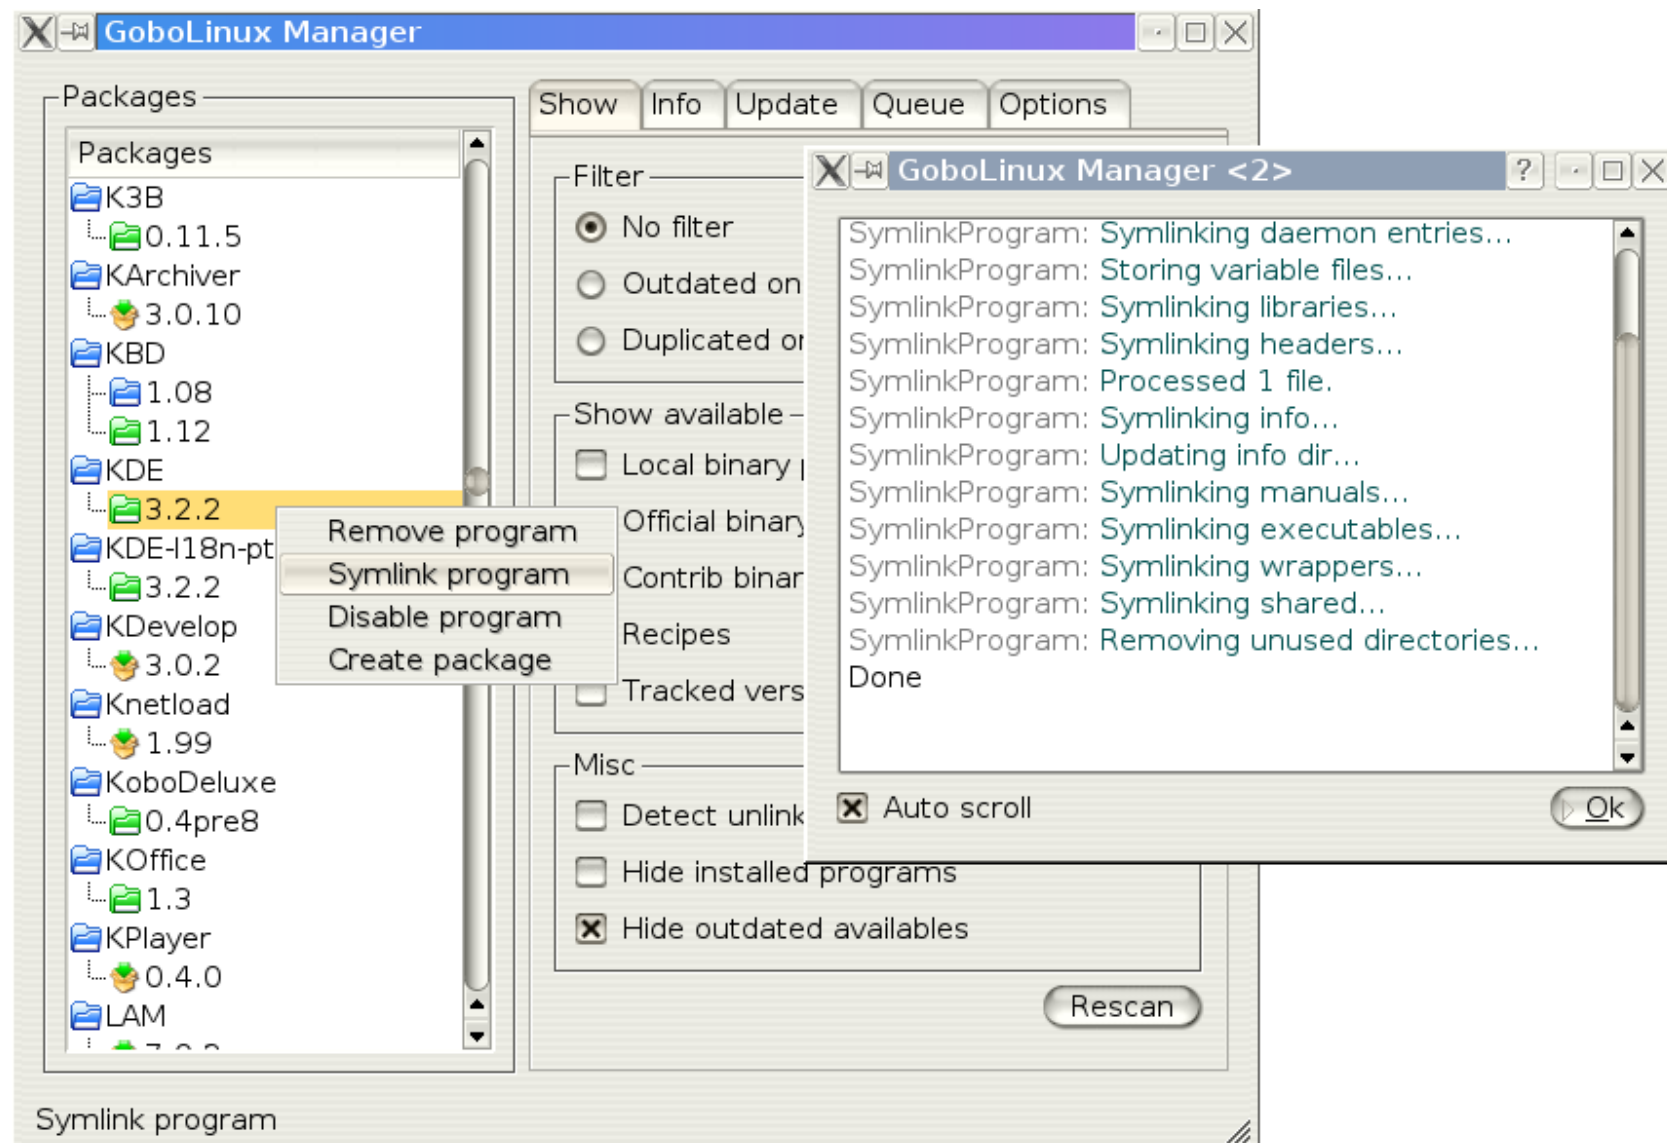 GoboLinux Manager
Packages
Packages
K3B
0.11.5
KArchiver
3.0.10
KBD
1.08
1.12
KDE
3.2.2
KDE-I18n-pt
3.2.2
KDevelop
3.0.2
Knetload
1.99
KoboDeluxe
0.4pre8
KOffice
1.3
KPlayer
0.4.0
LAM
Remove program
Symlink program
Disable program
Create package
Show Info Update Queue Options
Filter
No filter
Outdated on
Duplicated
Show available
Local binary
Official binary
Contrib binar
Recipes
Tracked vers
Misc
Detect unlink
Hide installed programs
Hide outdated availables
Rescan
GoboLinux Manager <2>
?
SymlinkProgram: Symlinking daemon entries...
SymlinkProgram: Storing variable files...
SymlinkProgram: Symlinking libraries...
SymlinkProgram: Symlinking headers...
SymlinkProgram: Processed 1 file.
SymlinkProgram: Symlinking info...
SymlinkProgram: Updating info dir...
SymlinkProgram: Symlinking manuals...
SymlinkProgram: Symlinking executables...
SymlinkProgram: Symlinking wrappers...
SymlinkProgram: Symlinking shared...
SymlinkProgram: Removing unused directories...
Done
Auto scroll
Ok
Symlink program